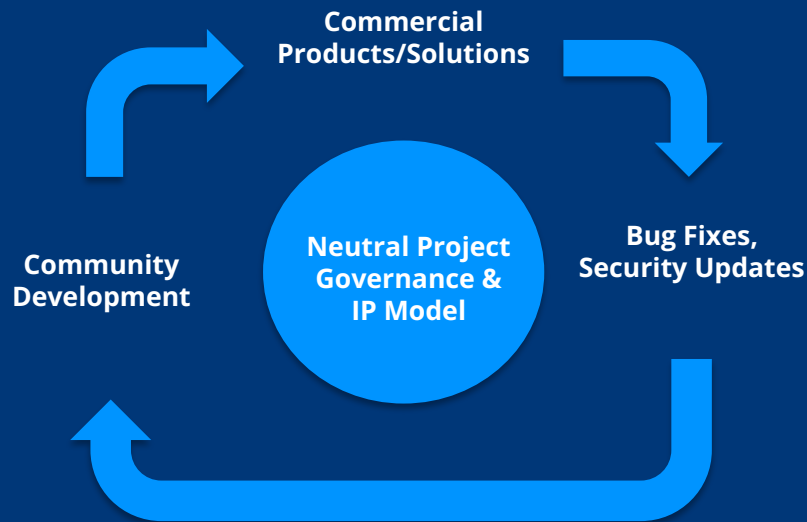 Commercial
Products/Solutions
Neutral Project
Governance &
IP Model
Bug Fixes,
Security Updates
Community
Development